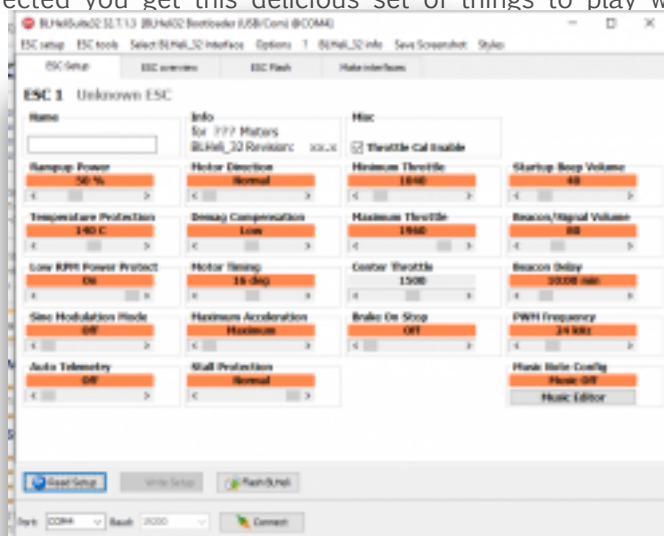 ected you get this delicious set of things to play w
BLHeliSuite32 32.7.1.3 [BLHeli32 Bootloader (USB/Com) @COM4]
ESC setup ESC tools Select BLHeli_32 Interface Options ? BLHeli_32 info Save Screenshot Styles
ESC Setup ESC overview ESC Flash Make interfaces
ESC 1 Unknown ESC
Name Info Misc
for ??? Motors
BLHeli_32 Revision: xx.x Throttle Cal Enable
Rampup Power Motor Direction Minimum Throttle Startup Beep Volume
50 % Normal 1040 40
Temperature Protection Demag Compensation Maximum Throttle Beacon/Signal Volume
140 C Low 1960 80
Low RPM Power Protect Motor Timing Center Throttle Beacon Delay
On 16 deg 1500 10:00 min
Sine Modulation Mode Maximum Acceleration Brake On Stop PWM Frequency
Off Maximum Off 24 kHz
Auto Telemetry Stall Protection Music Note Config
Off Normal Music Off
Music Editor
Read Setup Write Setup Flash BLHeli
Port: COM4 Baud: Connect